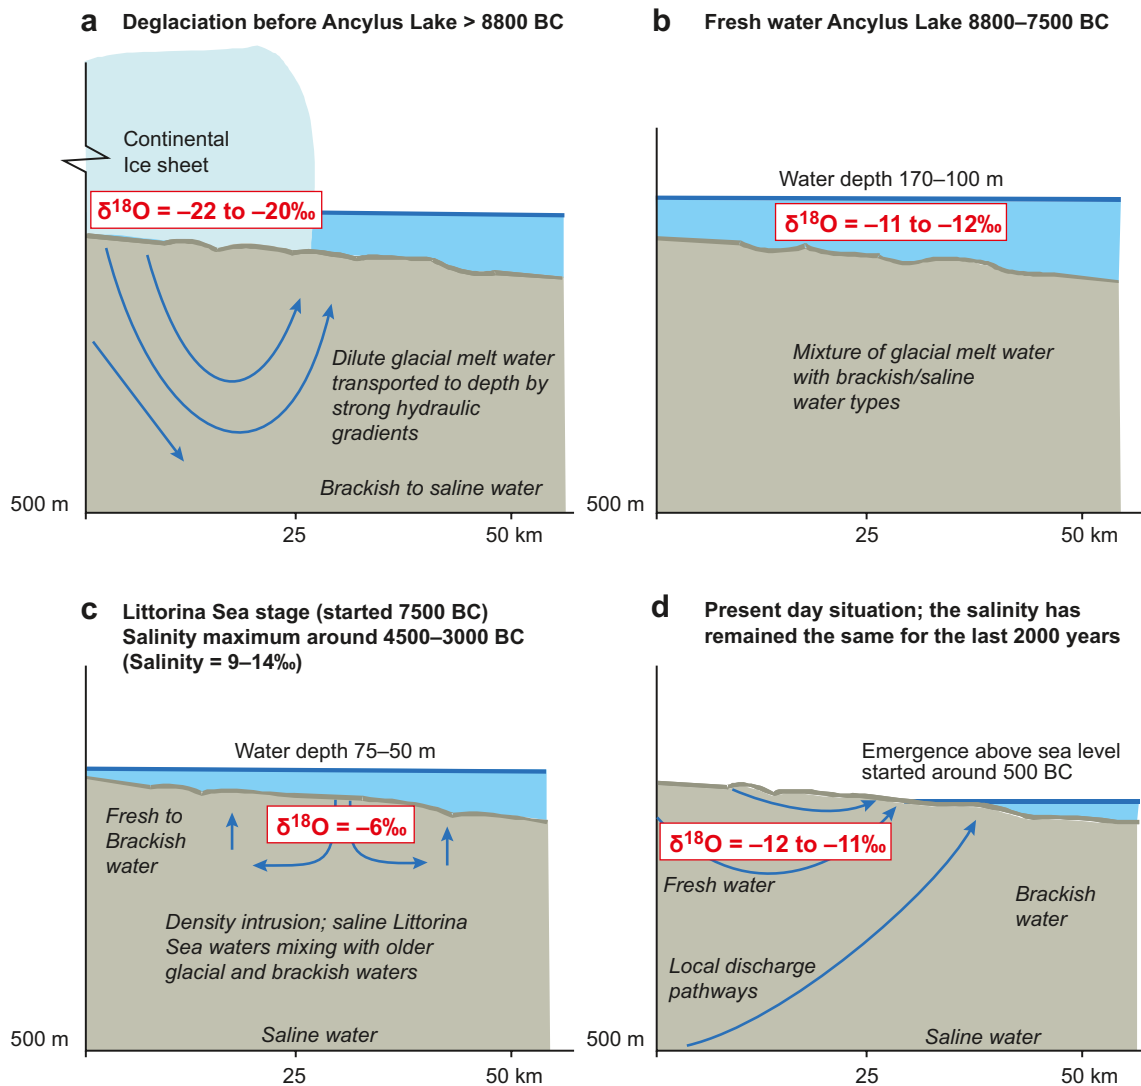 a Deglaciation before Ancylus Lake > 8800 BC
Continental
Ice sheet
δ¹⁸O = –22 to –20‰
Dilute glacial melt water
transported to depth by
strong hydraulic
gradients
Brackish to saline water
500 m
25
50 km
b Fresh water Ancylus Lake 8800–7500 BC
Water depth 170–100 m
δ¹⁸O = –11 to –12‰
Mixture of glacial melt water
with brackish/saline
water types
500 m
25
50 km
c Littorina Sea stage (started 7500 BC)
Salinity maximum around 4500–3000 BC
(Salinity = 9–14‰)
Water depth 75–50 m
Fresh to
Brackish
water
δ¹⁸O = –6‰
Density intrusion; saline Littorina
Sea waters mixing with older
glacial and brackish waters
Saline water
500 m
25
50 km
d Present day situation; the salinity has
remained the same for the last 2000 years
Emergence above sea level
started around 500 BC
δ¹⁸O = –12 to –11‰
Fresh water
Brackish
water
Local discharge
pathways
Saline water
500 m
25
50 km